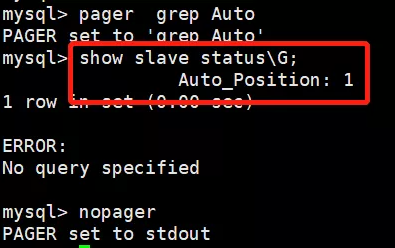 mysql> pager  grep Auto
PAGER set to 'grep Auto'
mysql> show slave status\G;
Auto_Position: 1
1 row in set (0.00 sec)
ERROR:
No query specified
mysql> nopager
PAGER set to stdout